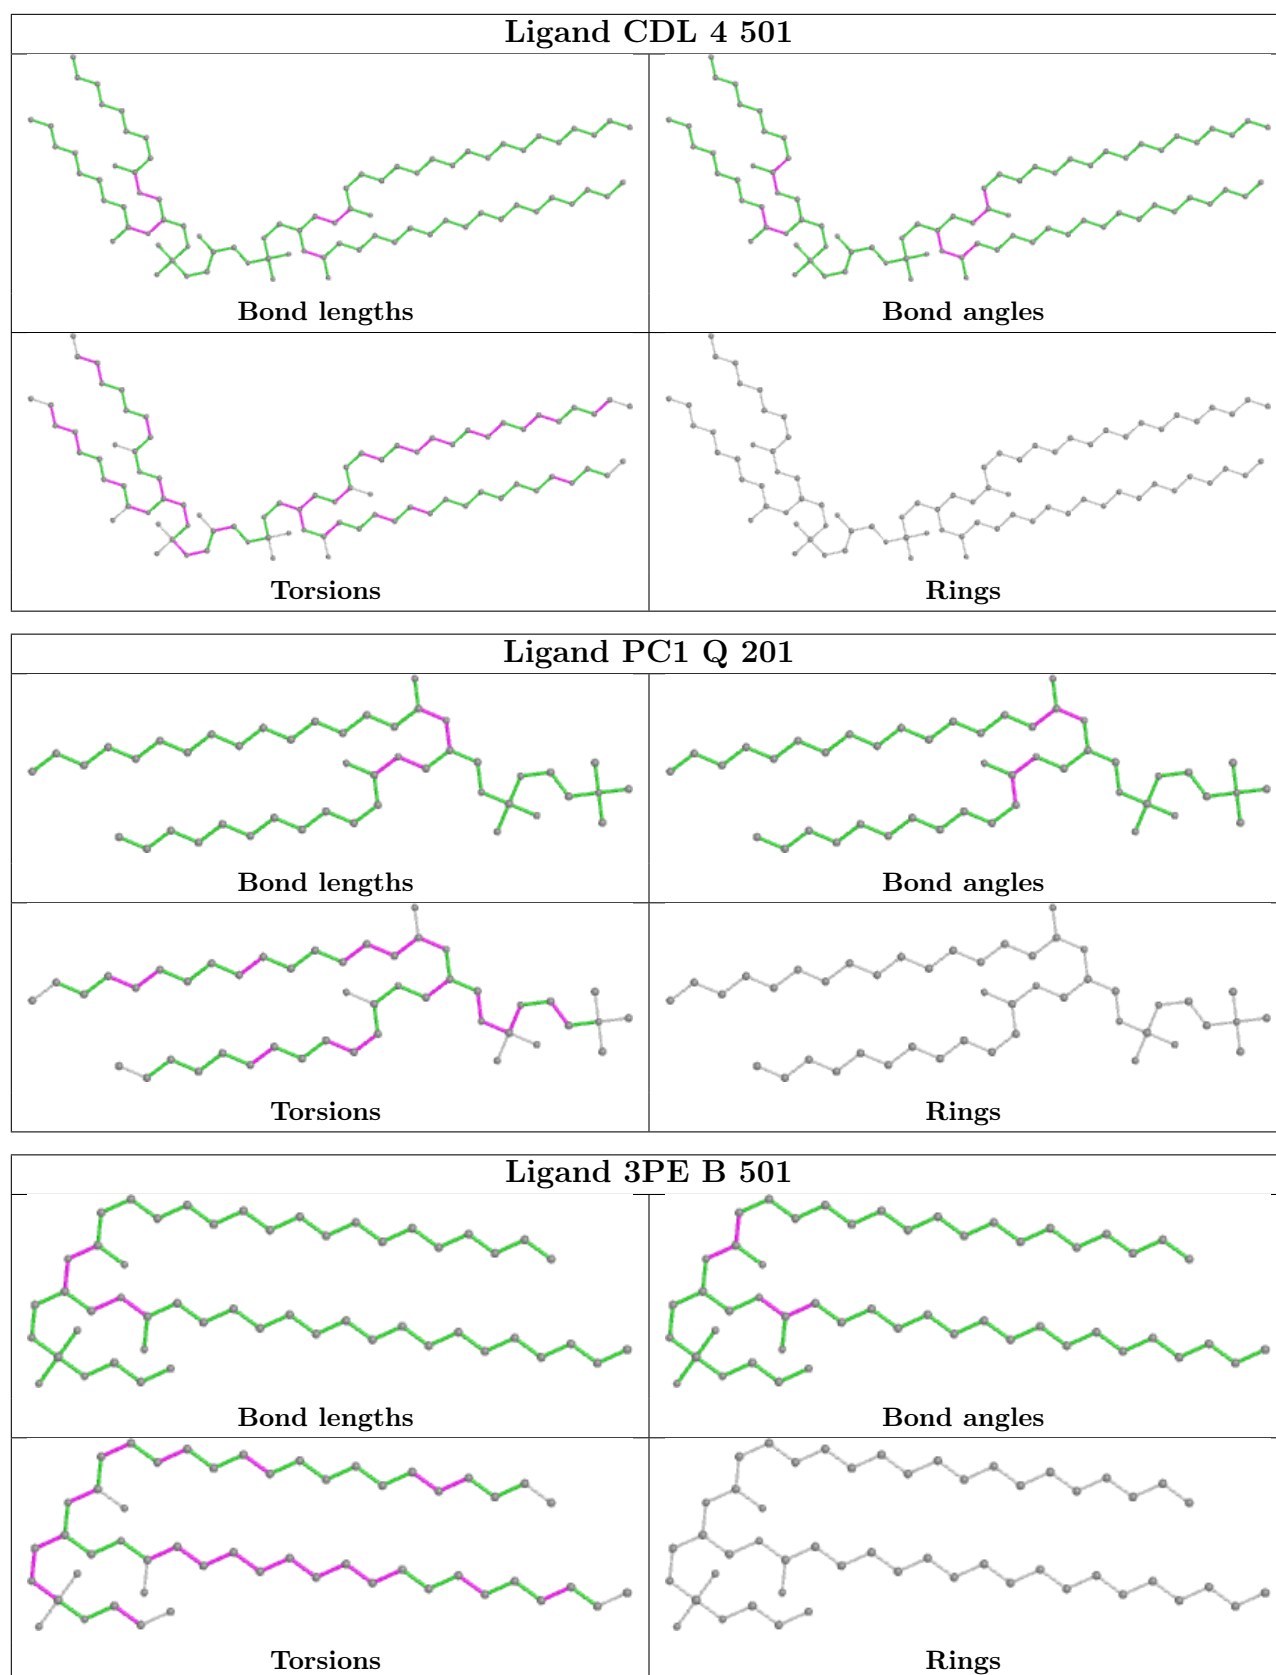 Ligand CDL 4 501
Bond lengths
Bond angles
Torsions
Rings
Ligand PC1 Q 201
Bond lengths
Bond angles
Torsions
Rings
Ligand 3PE B 501
Bond lengths
Bond angles
Torsions
Rings